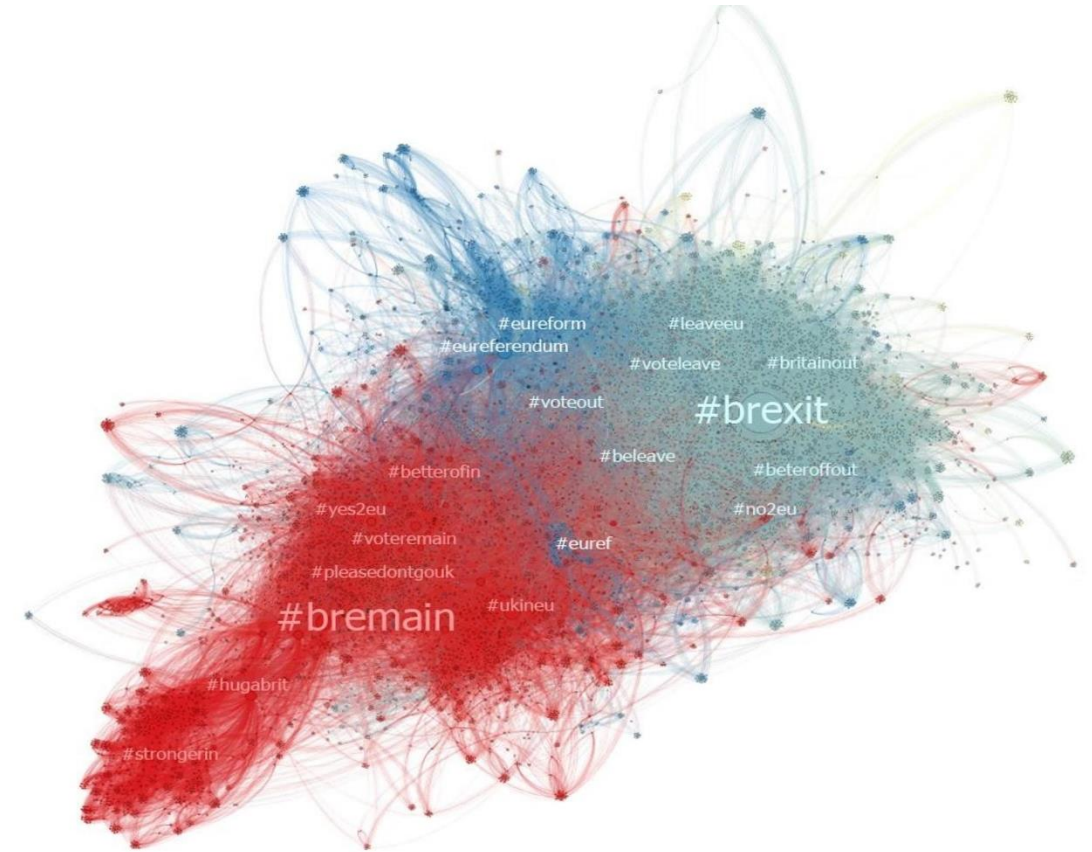 #eureform
#leaveeu
#eureferendum
#voteleave
#britainout
#voteout
#brexit
#beleave
#betterofin
#beteroffout
#yes2eu
#no2eu
#voteremain
#euref
#pleasedontgouk
#ukineu
#bremain
#hugabrit
#strongerin